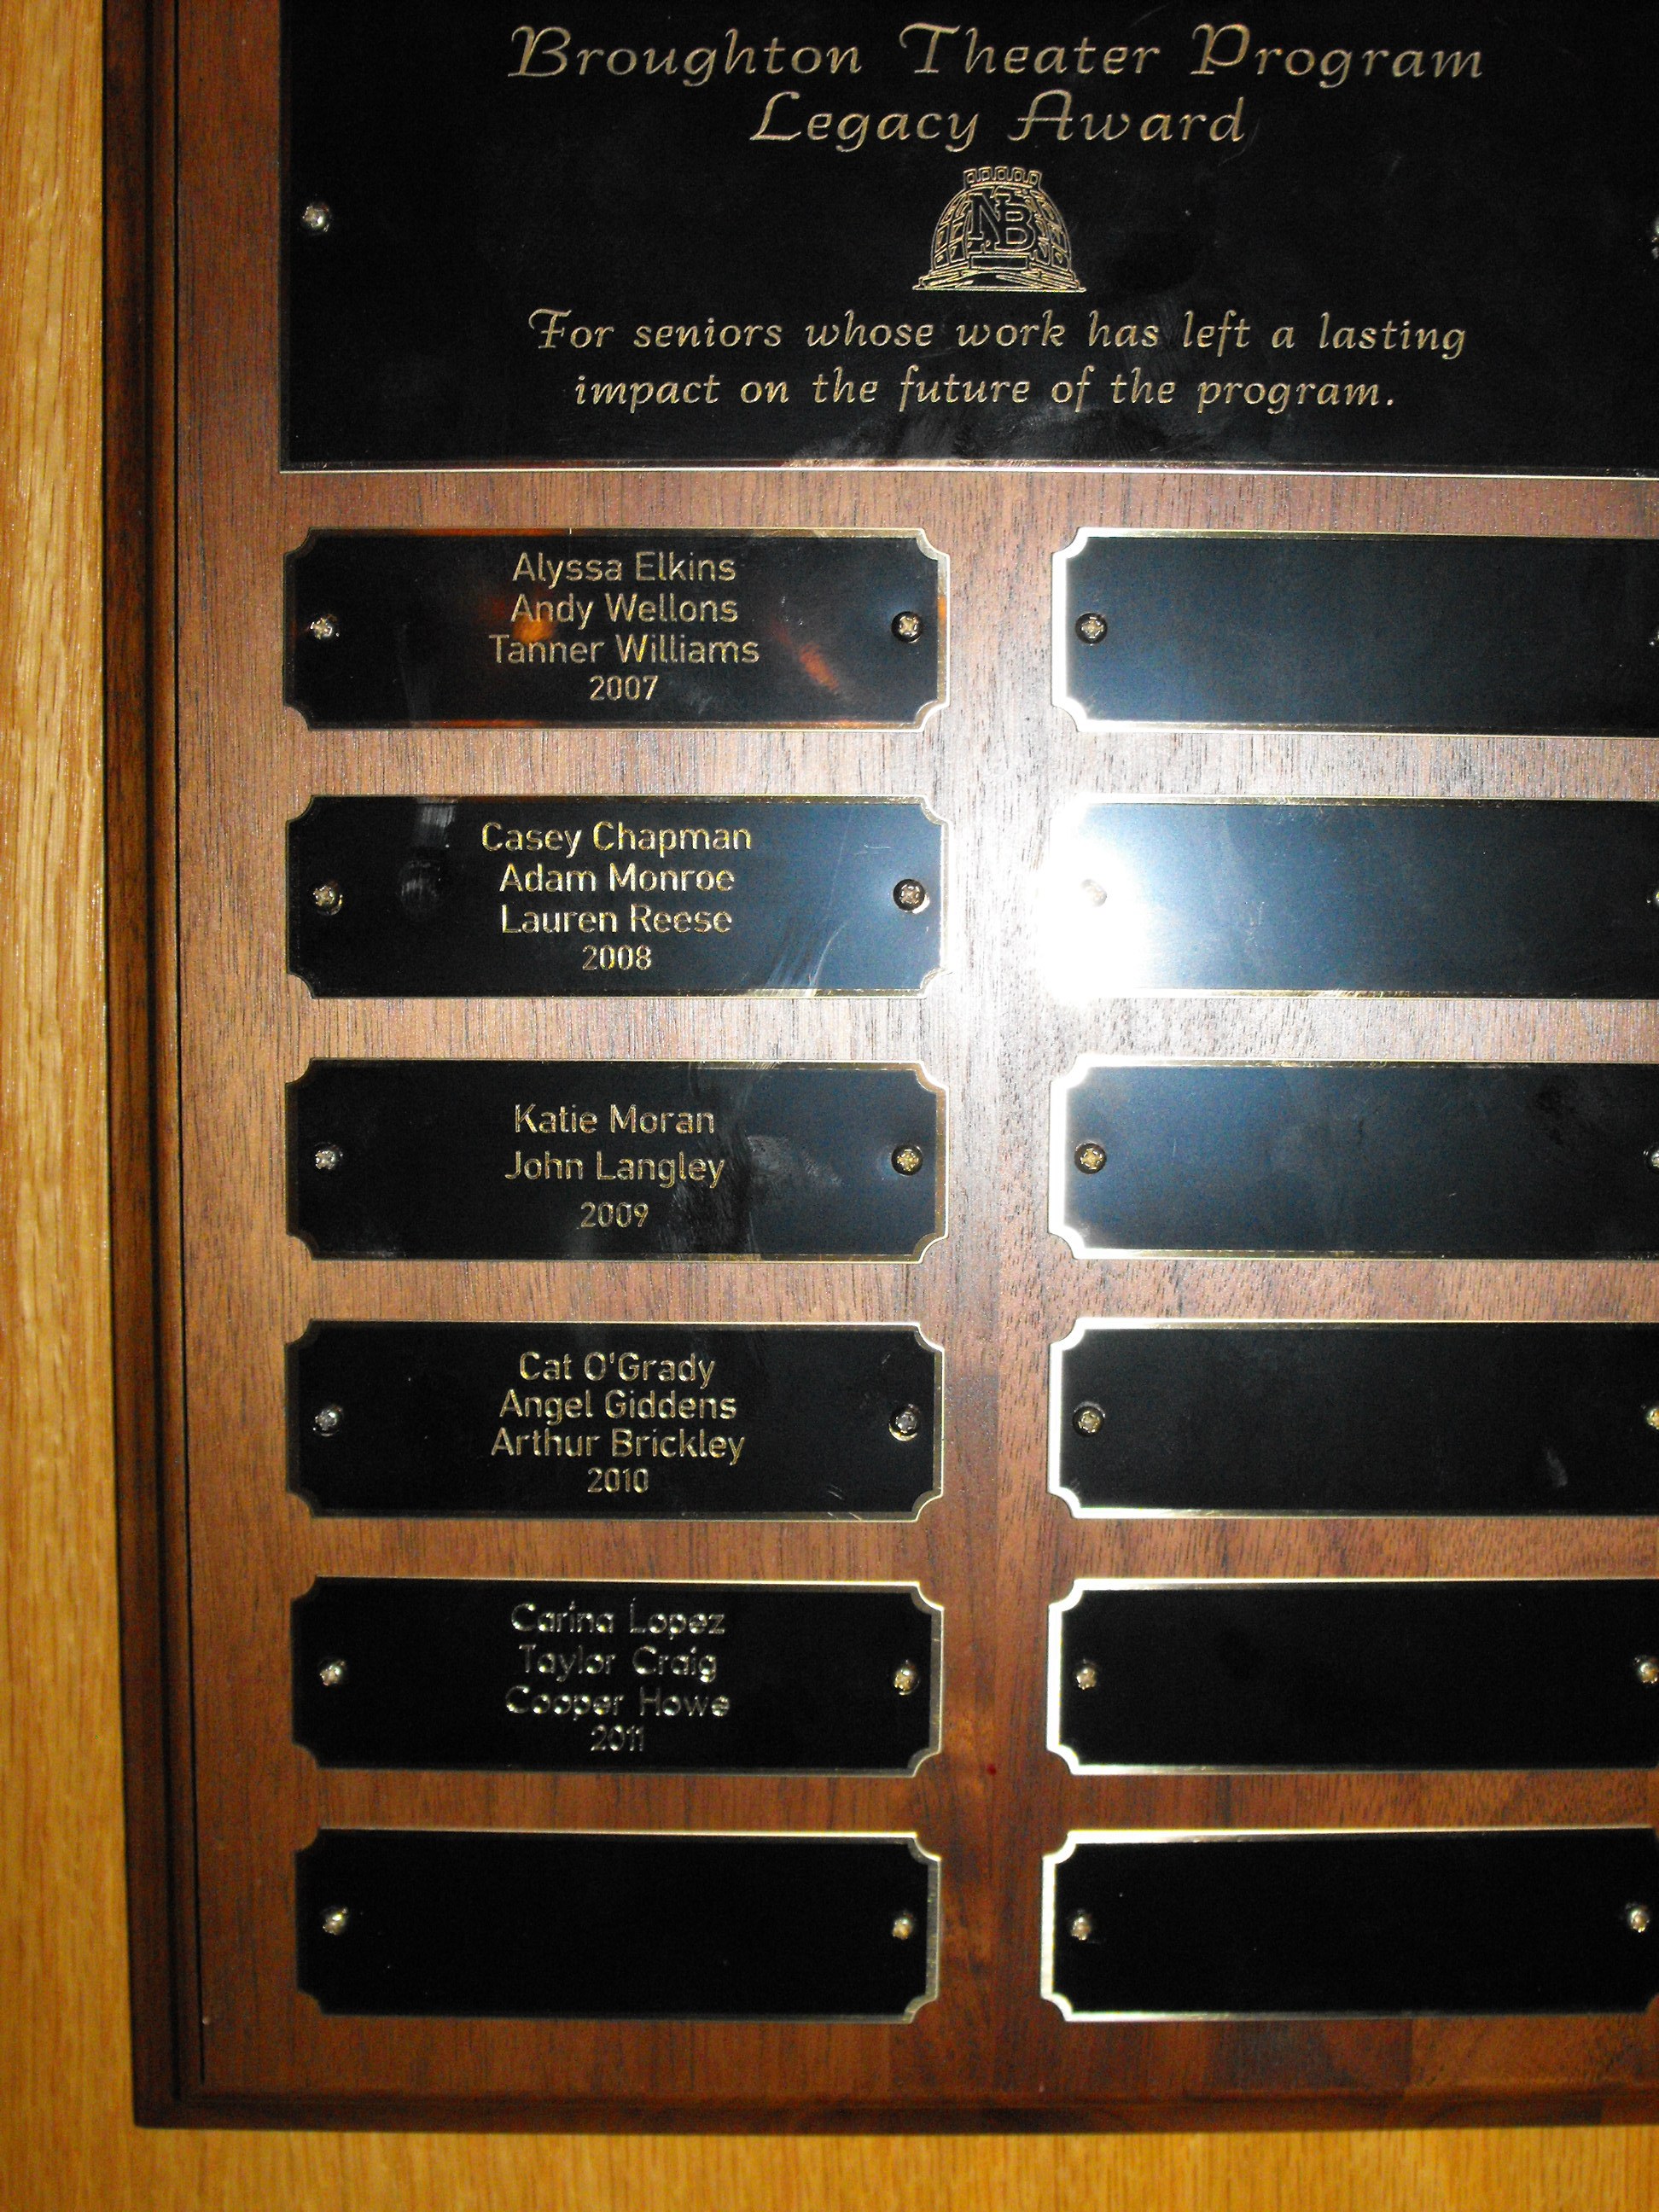 Broughton Theater Program
Legacy Award
NB
For seniors whose work has left a lasting
impact on the future of the program.
Alyssa Elkins
Andy Wellons
Tanner Williams
2007
Casey Chapman
Adam Monroe
Lauren Reese
2008
Katie Moran
John Langley
2009
Cat O'Grady
Angel Giddens
Arthur Brickley
2010
Carina Lopez
Taylor Craig
Cooper Howe
2011